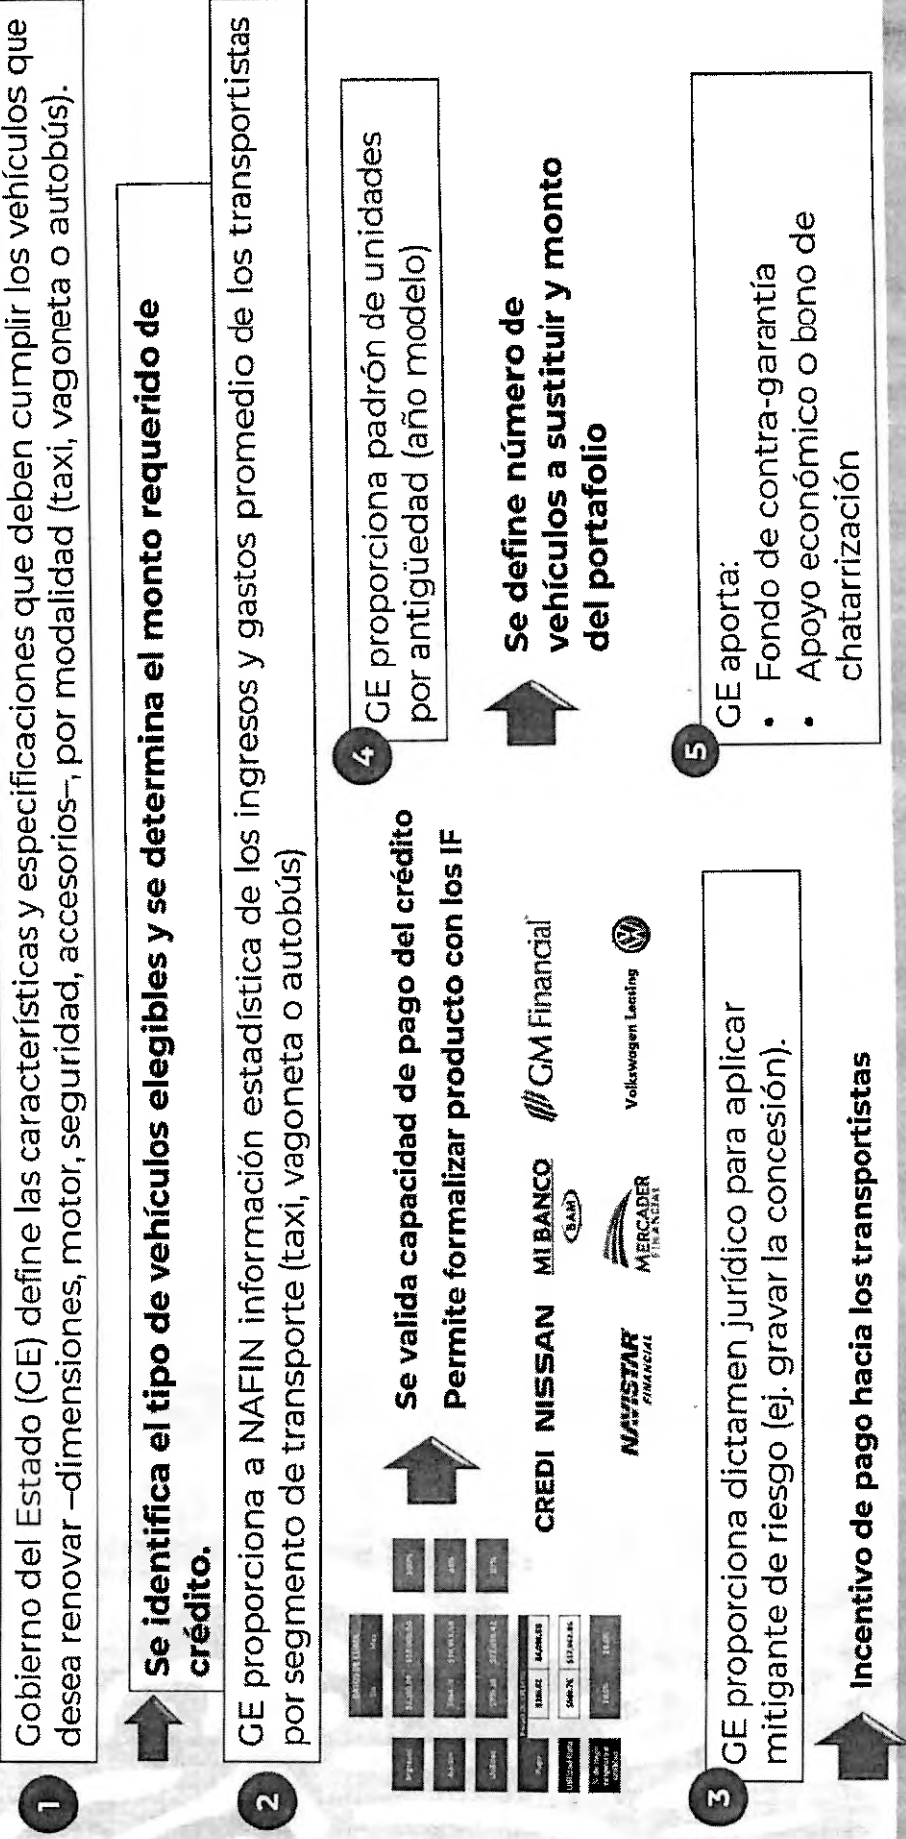 1
Gobierno del Estado (GE) define las características y especificaciones que deben cumplir los vehículos que
desea renovar –dimensiones, motor, seguridad, accesorios–, por modalidad (taxi, vagoneta o autobús).
Se identifica el tipo de vehículos elegibles y se determina el monto requerido de
crédito.
2
GE proporciona a NAFIN información estadística de los ingresos y gastos promedio de los transportistas
por segmento de transporte (taxi, vagoneta o autobús)
Se valida capacidad de pago del crédito
Permite formalizar producto con los IF
CREDI NISSAN
MI BANCO
BAM
GM Financial
NAVISTAR
FINANCIAL
MERCADER
FINANCIAL
Volkswagen Leasing
3
GE proporciona dictamen jurídico para aplicar
mitigante de riesgo (ej. gravar la concesión).
Incentivo de pago hacia los transportistas
4
GE proporciona padrón de unidades
por antigüedad (año modelo)
Se define número de
vehículos a sustituir y monto
del portafolio
5
GE aporta:
• Fondo de contra-garantía
• Apoyo económico o bono de
chatarrización